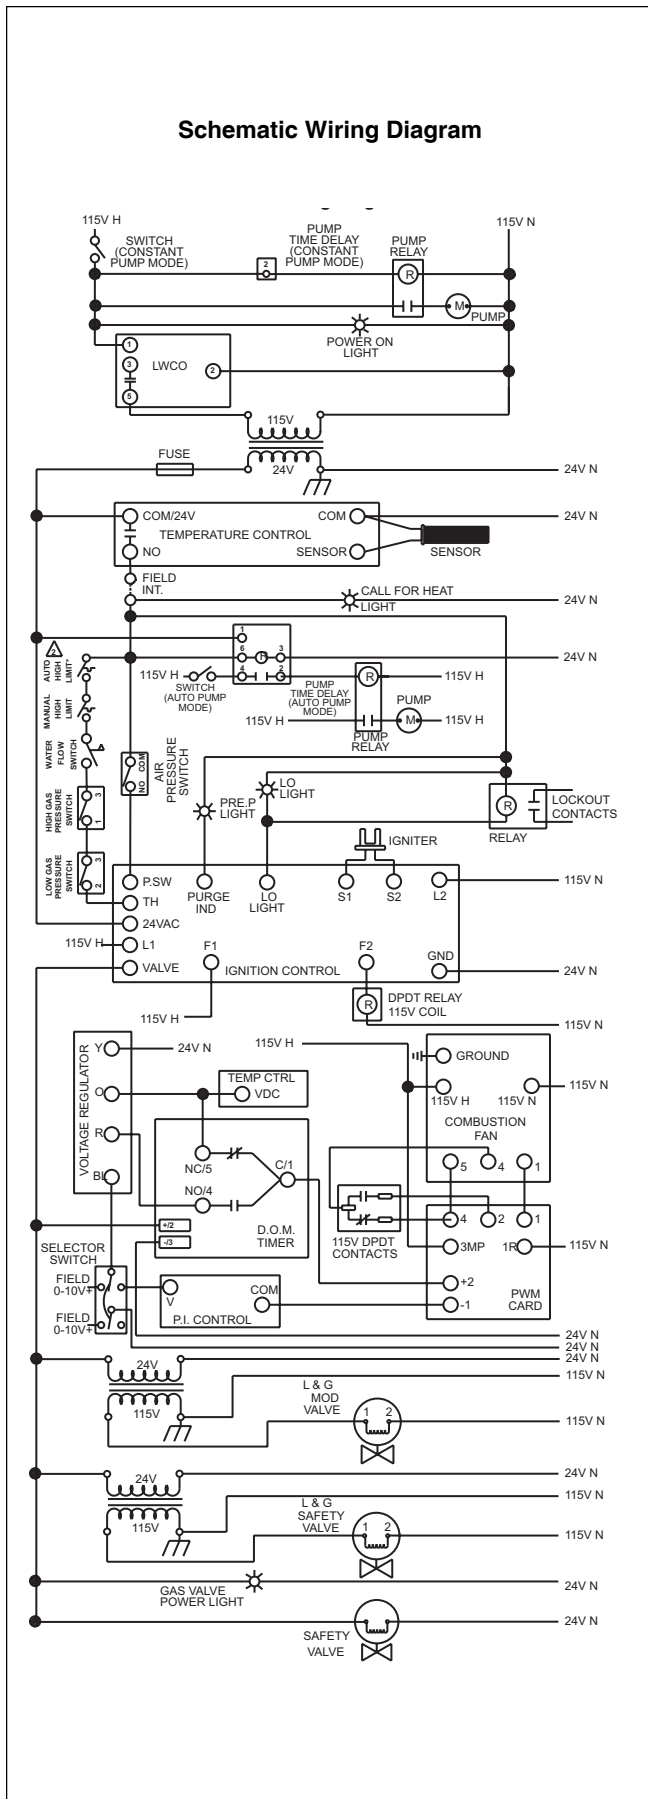 Schematic Wiring Diagram
115V H
SWITCH
(CONSTANT
PUMP MODE)
2
PUMP
TIME DELAY
(CONSTANT
PUMP MODE)
PUMP
RELAY
R
115V N
M
PUMP
POWER ON
LIGHT
1
3
5
LWCO
2
115V
24V
FUSE
24V N
COM/24V
COM
24V N
TEMPERATURE CONTROL
NO
SENSOR
SENSOR
FIELD
INT.
CALL FOR HEAT
LIGHT
24V N
2
AUTO
HIGH
LIMIT*
1
6
R
3
4
2
24V N
115V H
SWITCH
(AUTO PUMP
MODE)
PUMP
TIME DELAY
(AUTO PUMP
MODE)
R
115V H
MANUAL
HIGH
LIMIT
115V H
PUMP
M
115V H
PUMP
RELAY
WATER
FLOW
SWITCH
COM
NO
AIR
PRESSURE
SWITCH
HIGH GAS
PRESSURE
SWITCH
3
1
PRE.P
LIGHT
LO
LIGHT
R
RELAY
LOCKOUT
CONTACTS
IGNITER
LOW GAS
PRESSURE
SWITCH
3
2
P.SW
PURGE
IND
LO
LIGHT
S1
S2
L2
115V N
TH
24VAC
115V H
L1
VALVE
F1
IGNITION CONTROL
F2
GND
24V N
R
DPDT RELAY
115V COIL
115V H
115V N
VOLTAGE REGULATOR
Y
24V N
115V H
GROUND
O
TEMP CTRL
VDC
115V H
115V N
115V N
COMBUSTION
FAN
R
NC/5
C/1
5
4
1
BL
NO/4
+/2
-/3
D.O.M.
TIMER
115V DPDT
CONTACTS
4
2
1
3MP
1R
115V N
SELECTOR
SWITCH
FIELD
0-10V+
FIELD
0-10V+
V
COM
P.I. CONTROL
+2
-1
PWM
CARD
24V N
24V N
24V N
24V
115V
115V N
L & G
MOD
VALVE
1
2
115V N
24V
115V
24V N
115V N
L & G
SAFETY
VALVE
1
2
115V N
GAS VALVE
POWER LIGHT
24V N
SAFETY
VALVE
24V N